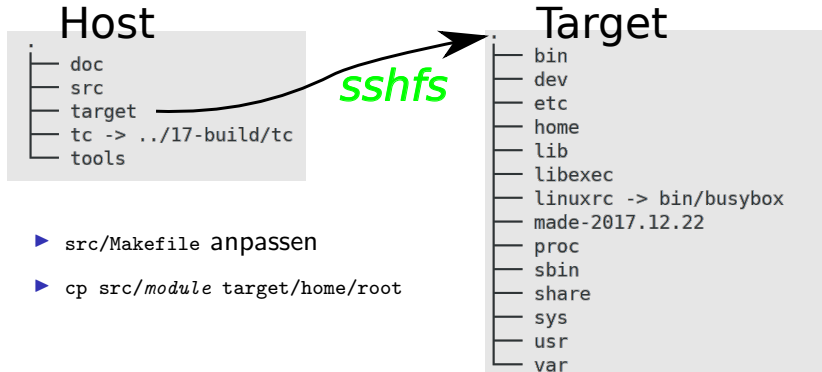 Host
.
├── doc
├── src
├── target
├── tc -> ../17-build/tc
└── tools
sshfs
▶ src/Makefile anpassen
▶ cp src/module target/home/root
Target
.
├── bin
├── dev
├── etc
├── home
├── lib
├── libexec
├── linuxrc -> bin/busybox
├── made-2017.12.22
├── proc
├── sbin
├── share
├── sys
├── usr
└── var